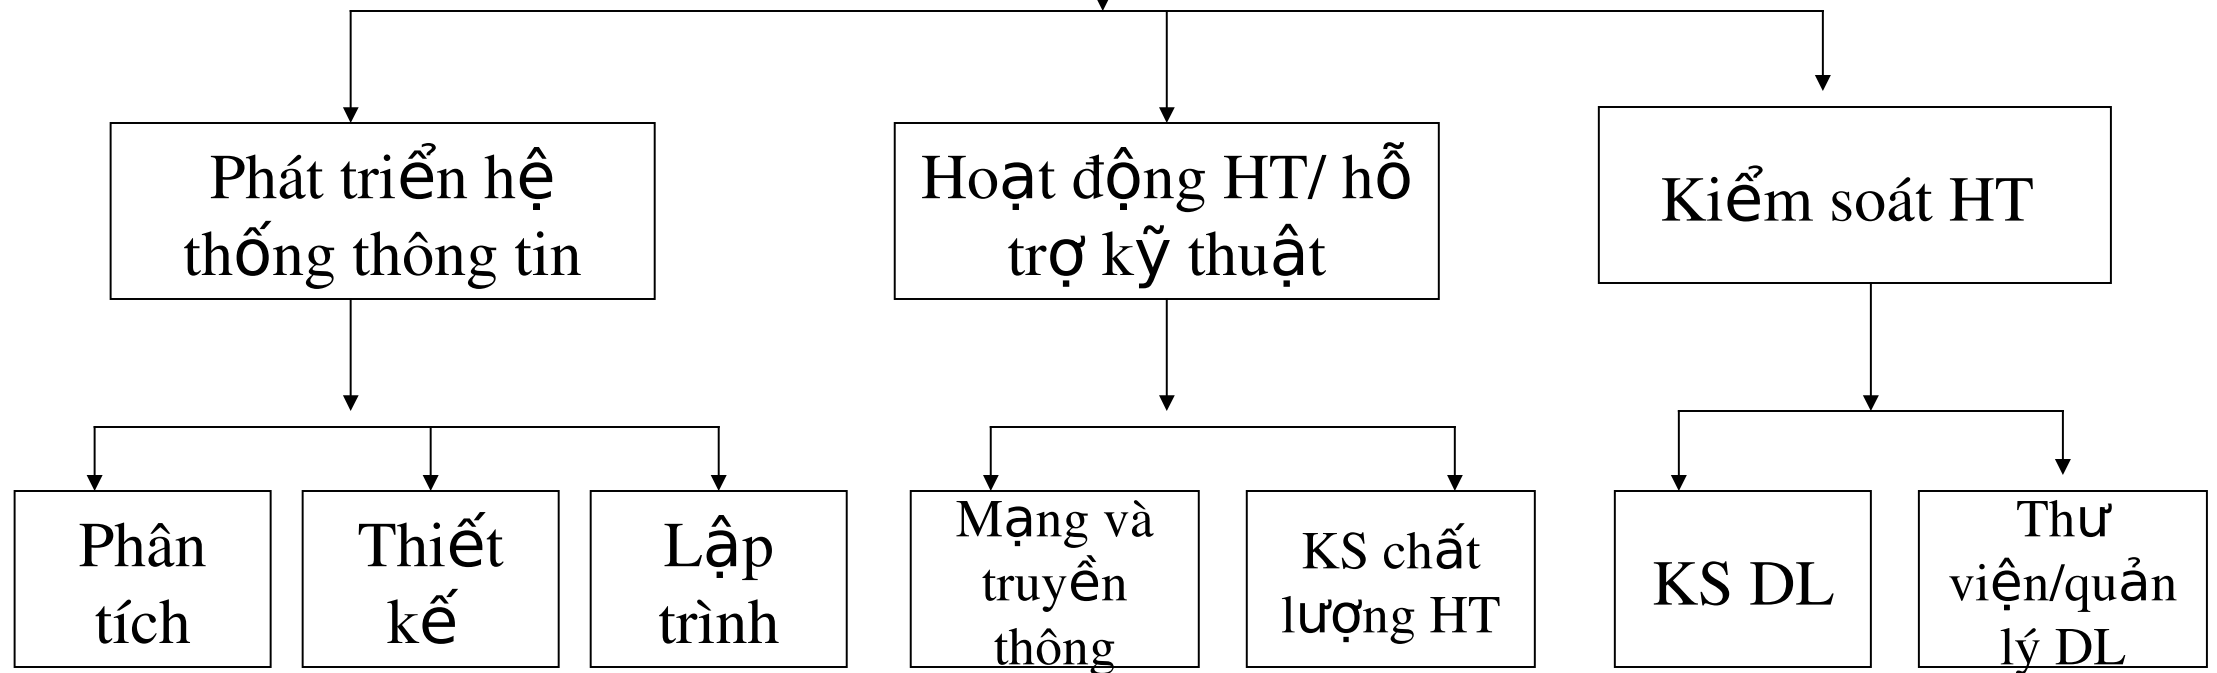 Phát triển hệ
thống thông tin
Hoạt động HT/ hỗ
trợ kỹ thuật
Kiểm soát HT
Phân
tích
Thiết
kế
Lập
trình
Mạng và
truyền
thông
KS chất
lượng HT
KS DL
Thư
viện/quản
lý DL